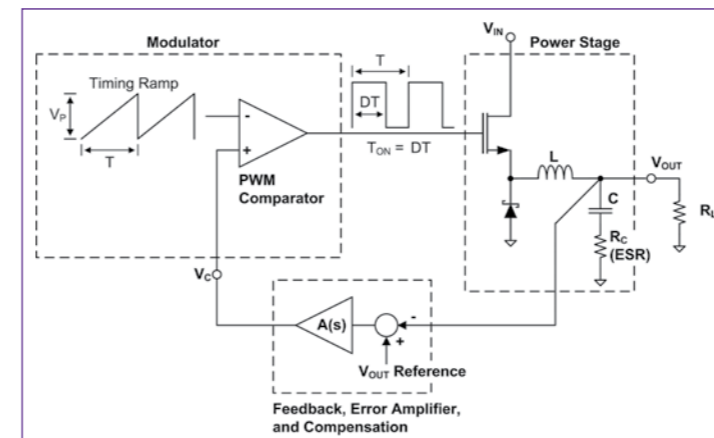 Modulator
Timing Ramp
VP
T
-
+
PWM
Comparator
T
DT
TON = DT
VIN
Power Stage
L
VOUT
C
RC
(ESR)
RL
VC
A(s)
-
+
VOUT Reference
Feedback, Error Amplifier,
and Compensation